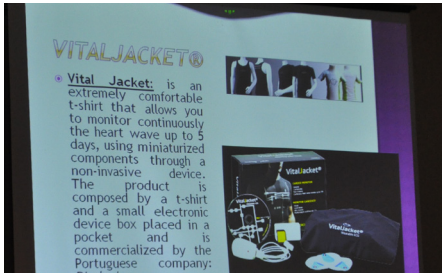 VITALJACKET®
Vital Jacket: is an
extremely comfortable
t-shirt that allows you
to monitor continuously
the heart wave up to 5
days, using miniaturized
components through a
non-invasive device.
The product is
composed by a t-shirt
and a small electronic
device box placed in a
pocket and is
commercialized by the
Portuguese company:
VitalJacket®
VitalJacket®